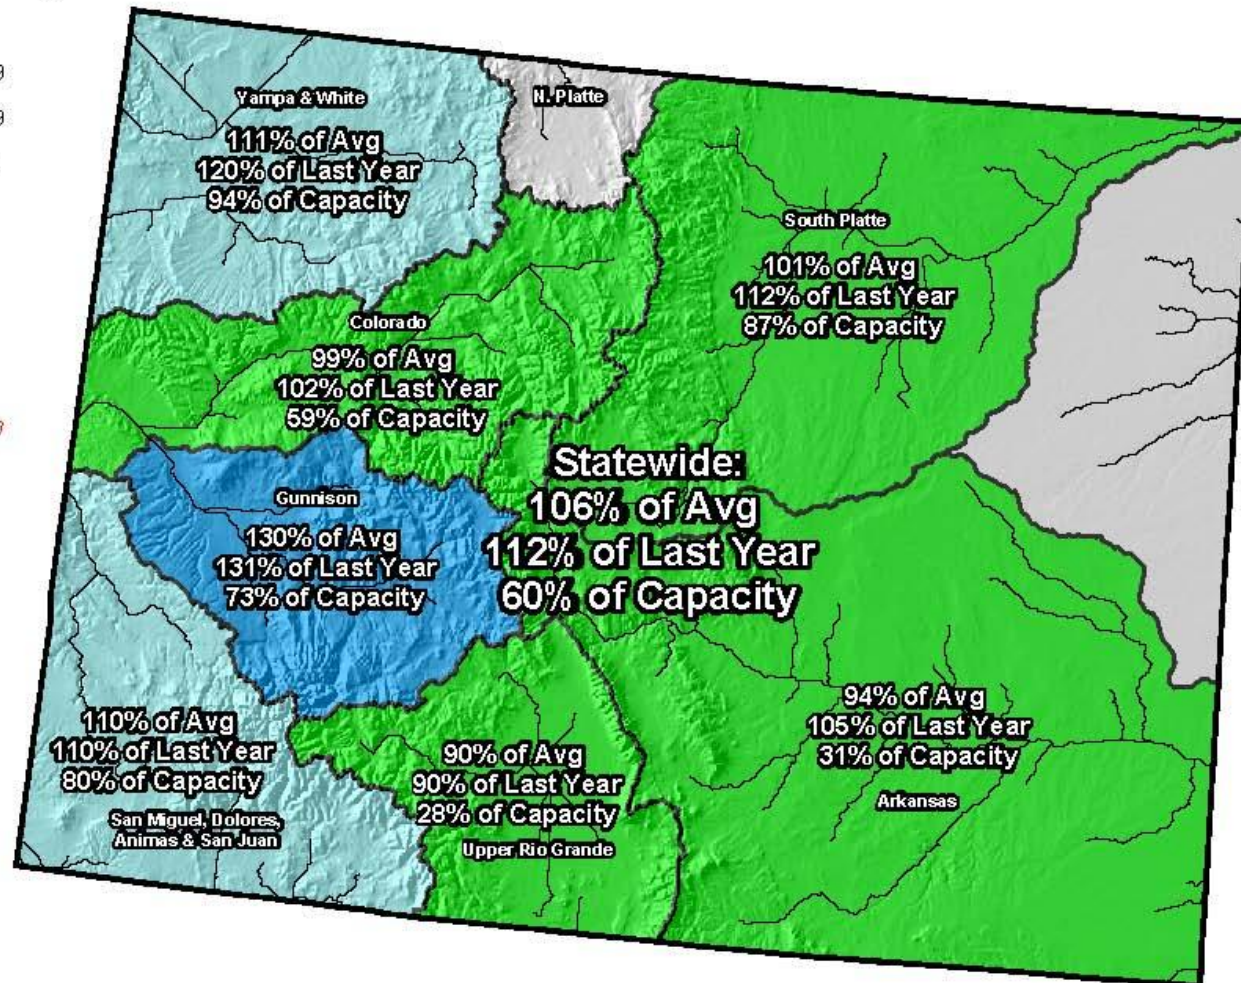 Yampa & White
111% of Avg
120% of Last Year
94% of Capacity
N. Platte
South Platte
101% of Avg
112% of Last Year
87% of Capacity
Colorado
99% of Avg
102% of Last Year
59% of Capacity
Statewide:
106% of Avg
112% of Last Year
60% of Capacity
Gunnison
130% of Avg
131% of Last Year
73% of Capacity
110% of Avg
110% of Last Year
80% of Capacity
San Miguel, Dolores,
Animas & San Juan
90% of Avg
90% of Last Year
28% of Capacity
Upper Rio Grande
94% of Avg
105% of Last Year
31% of Capacity
Arkansas